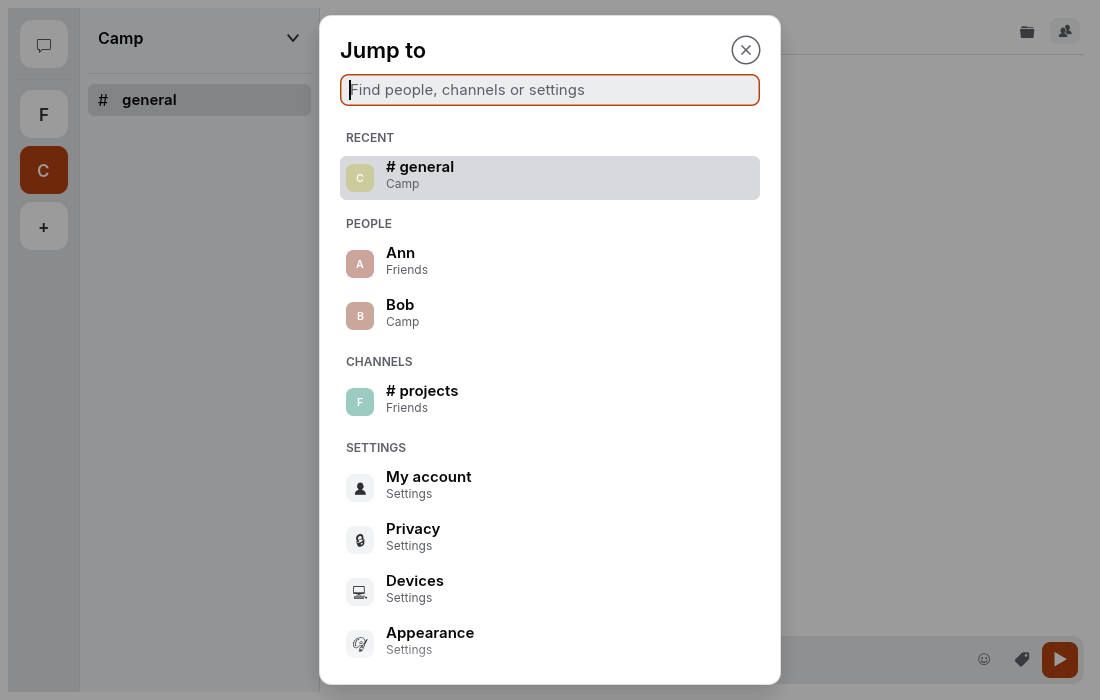 Camp
# general
F
C
+
Jump to
Find people, channels or settings
RECENT
C
# general
Camp
PEOPLE
A
Ann
Friends
B
Bob
Camp
CHANNELS
F
# projects
Friends
SETTINGS
My account
Settings
Privacy
Settings
Devices
Settings
Appearance
Settings